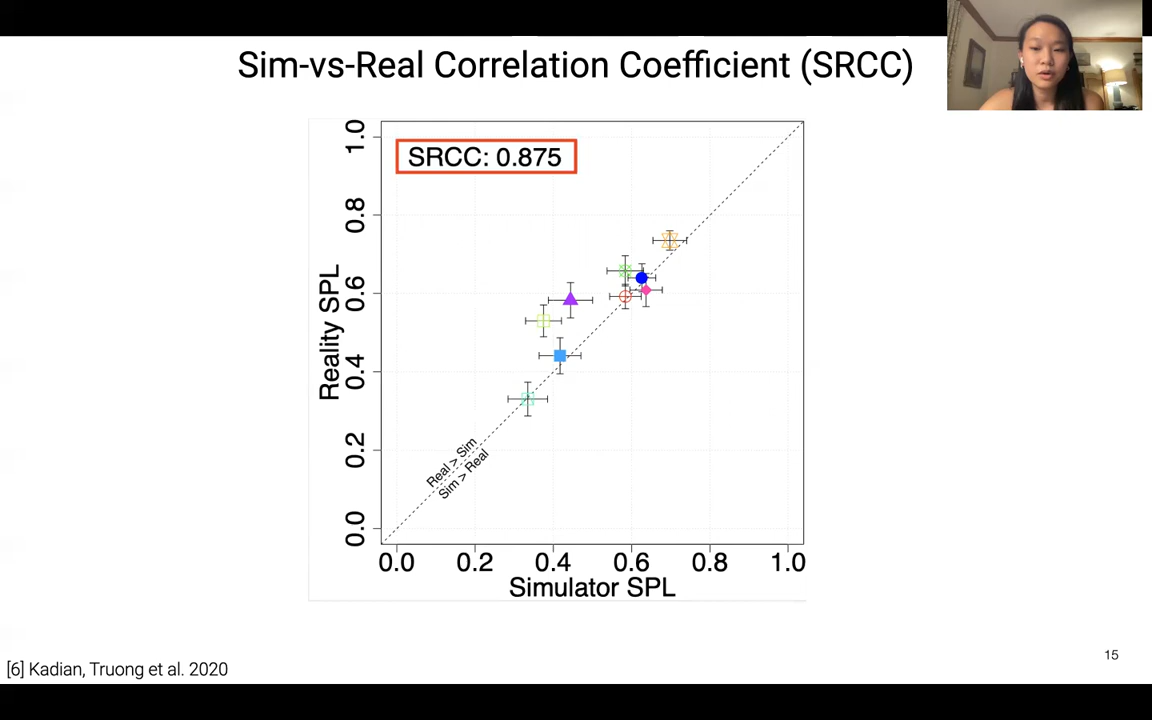 Sim-vs-Real Correlation Coefficient (SRCC)
SRCC: 0.875
1.0
0.8
0.6
0.4
0.2
0.0
Reality SPL
Real > Sim
Sim > Real
0.0 0.2 0.4 0.6 0.8 1.0
Simulator SPL
15
[6] Kadian, Truong et al. 2020